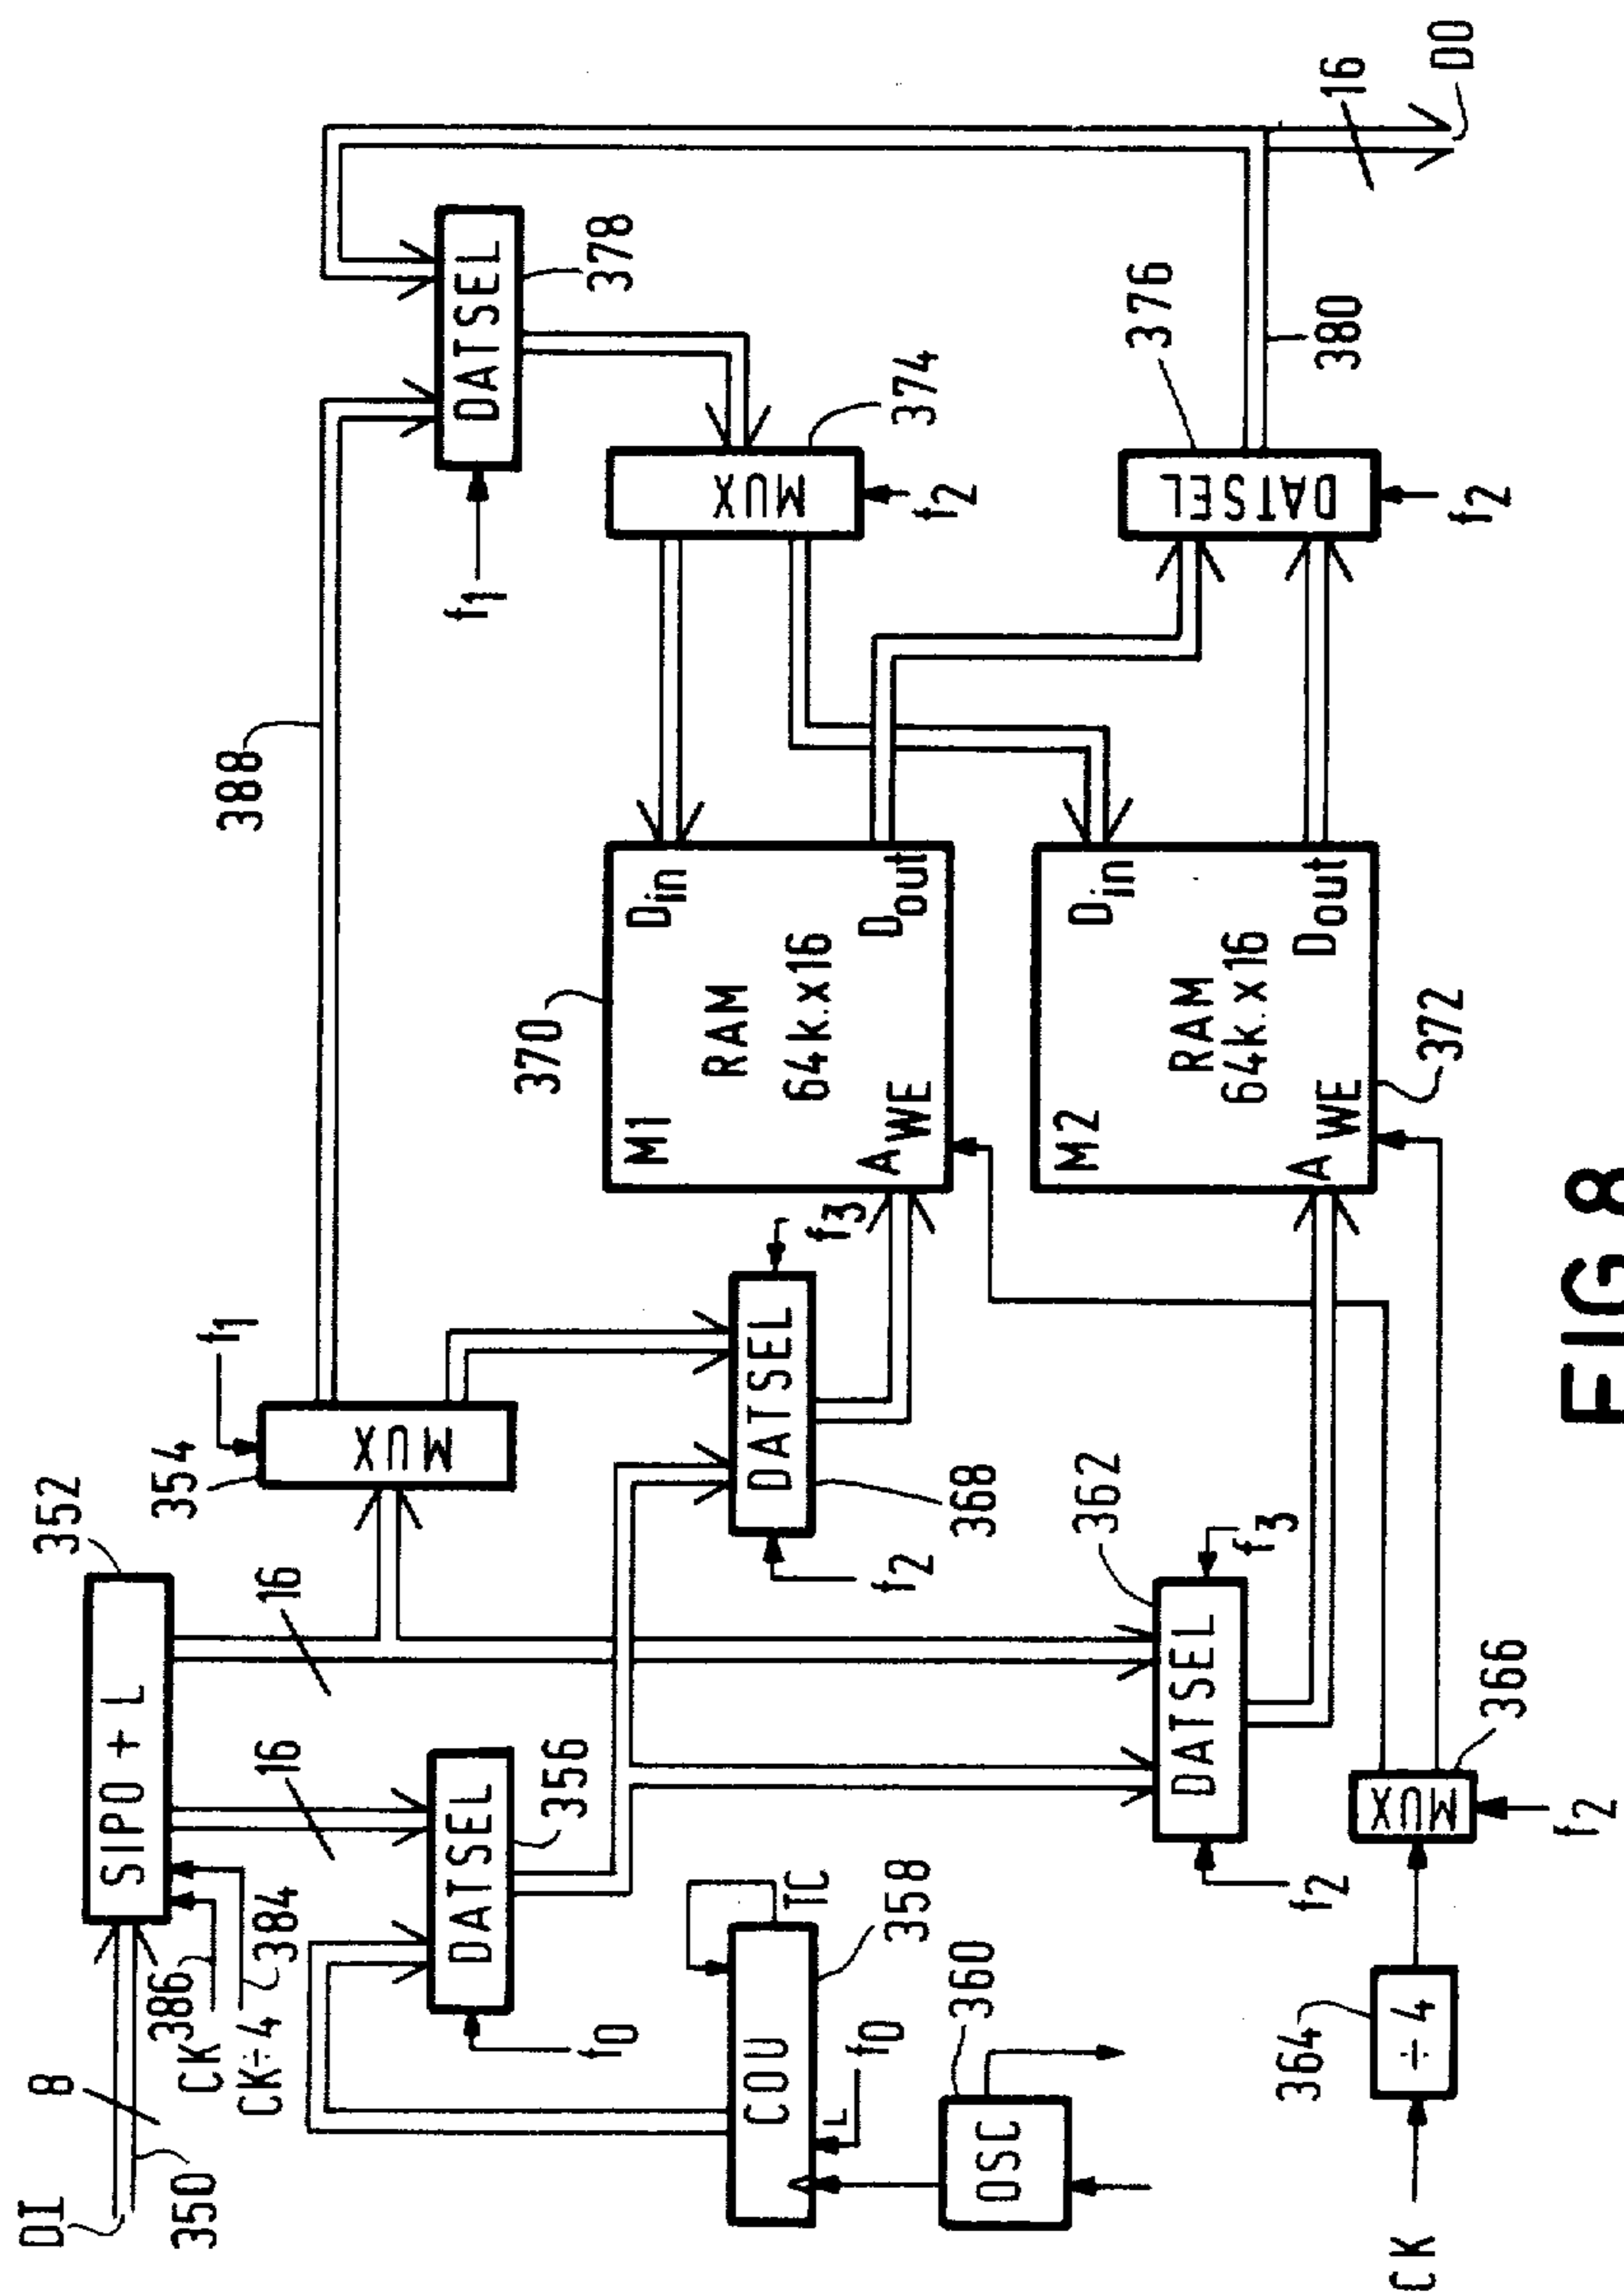 DI
350
8
SIPO + L
352
CK
386
CK÷4
384
16
16
MUX
354
f1
388
DATSEL
378
f1
16
DO
DATSEL
356
f0
COU
TC
358
L
f0
OSC
360
DATSEL
368
f2
f3
DATSEL
362
f2
f3
CK
÷4
364
MUX
366
f2
M1
RAM
64k.x16
Din
Dout
A
WE
370
M2
RAM
64k.x16
Din
Dout
A
WE
372
MUX
374
f2
DATSEL
376
f2
380
FIG.8